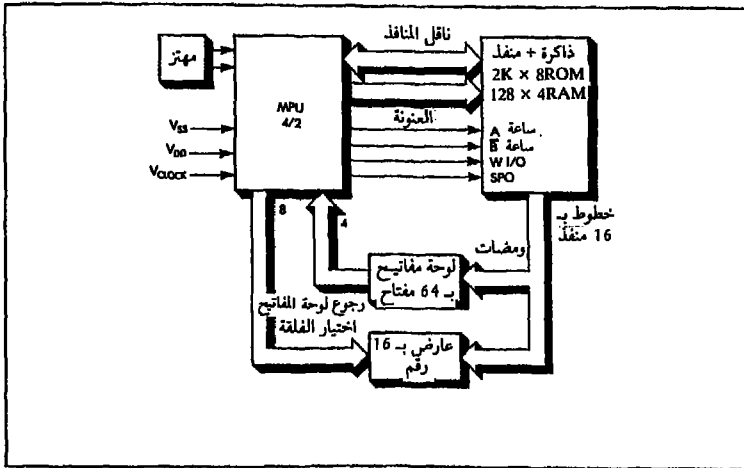 ناقل المنافذ
مهتز
MPU
4/2
ذاكرة + منفذ
2K × 8ROM
128 × 4RAM
العنونة
ساعة A
ساعة B
W I/O
SPO
VSS
VDD
VCLOCK
8
4
خطوط بـ
16 منفذ
ومضات
لوحة مفاتيح
بـ 64 مفتاح
رجوع لوحة المفاتيح
اختيار الفلقة
عارض بـ 16
رقم